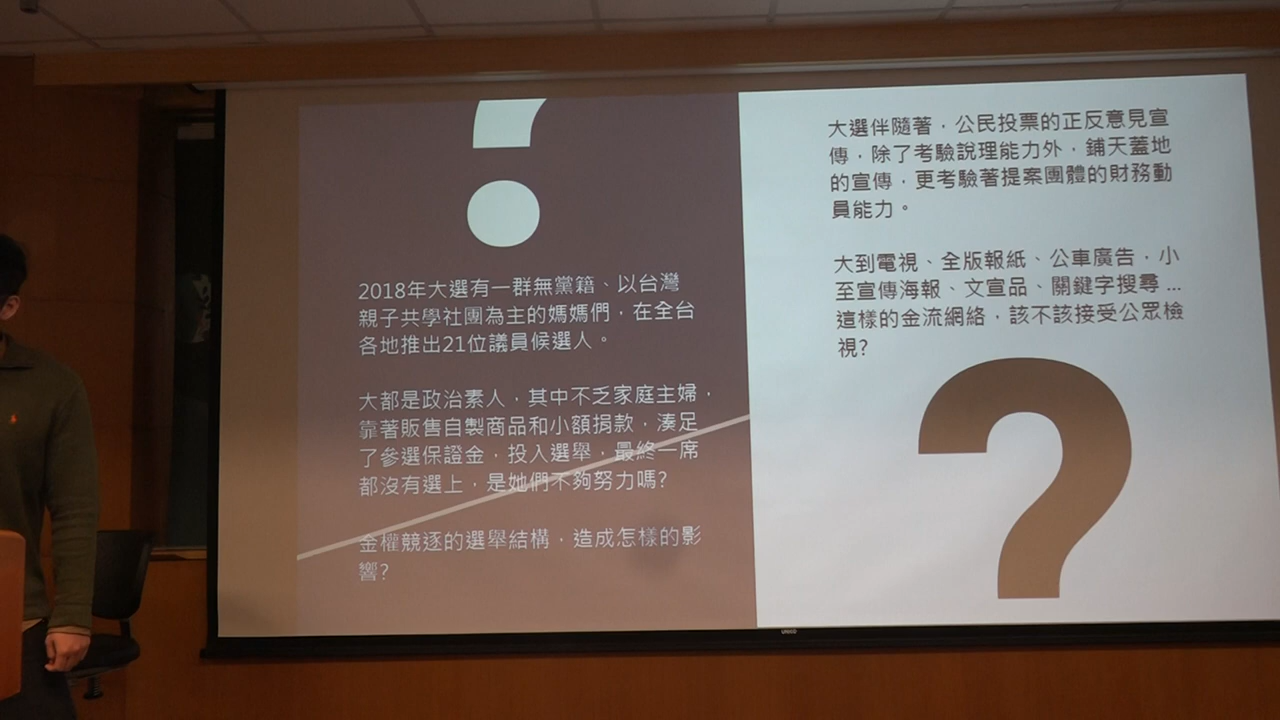 2018年大選有一群無黨籍、以台灣
親子共學社團為主的媽媽們，在全台
各地推出21位議員候選人。
大都是政治素人，其中不乏家庭主婦，
靠著販售自製商品和小額捐款，湊足
了參選保證金，投入選舉，最終一席
都沒有選上，是她們不夠努力嗎?
金權競逐的選舉結構，造成怎樣的影
響?
大選伴隨著，公民投票的正反意見宣
傳，除了考驗說理能力外，鋪天蓋地
的宣傳，更考驗著提案團體的財務動
員能力。
大到電視、全版報紙、公車廣告，小
至宣傳海報、文宣品、關鍵字搜尋 ...
這樣的金流網絡，該不該接受公眾檢
視?